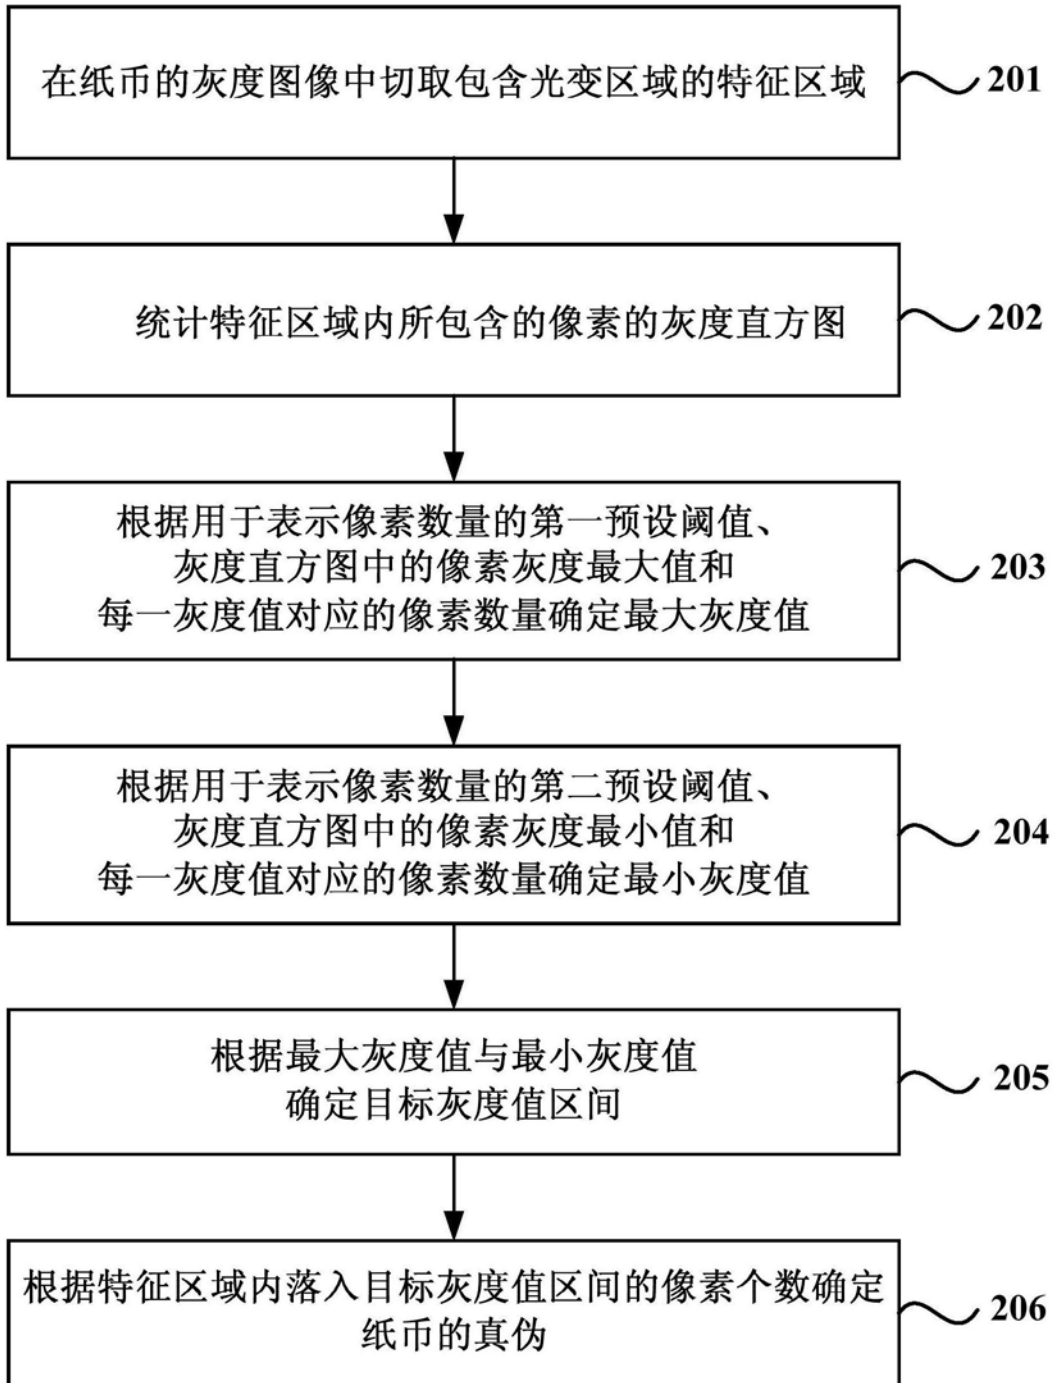 在纸币的灰度图像中切取包含光变区域的特征区域
201
统计特征区域内所包含的像素的灰度直方图
202
根据用于表示像素数量的第一预设阈值、
灰度直方图中的像素灰度最大值和
每一灰度值对应的像素数量确定最大灰度值
203
根据用于表示像素数量的第二预设阈值、
灰度直方图中的像素灰度最小值和
每一灰度值对应的像素数量确定最小灰度值
204
根据最大灰度值与最小灰度值
确定目标灰度值区间
205
根据特征区域内落入目标灰度值区间的像素个数确定
纸币的真伪
206